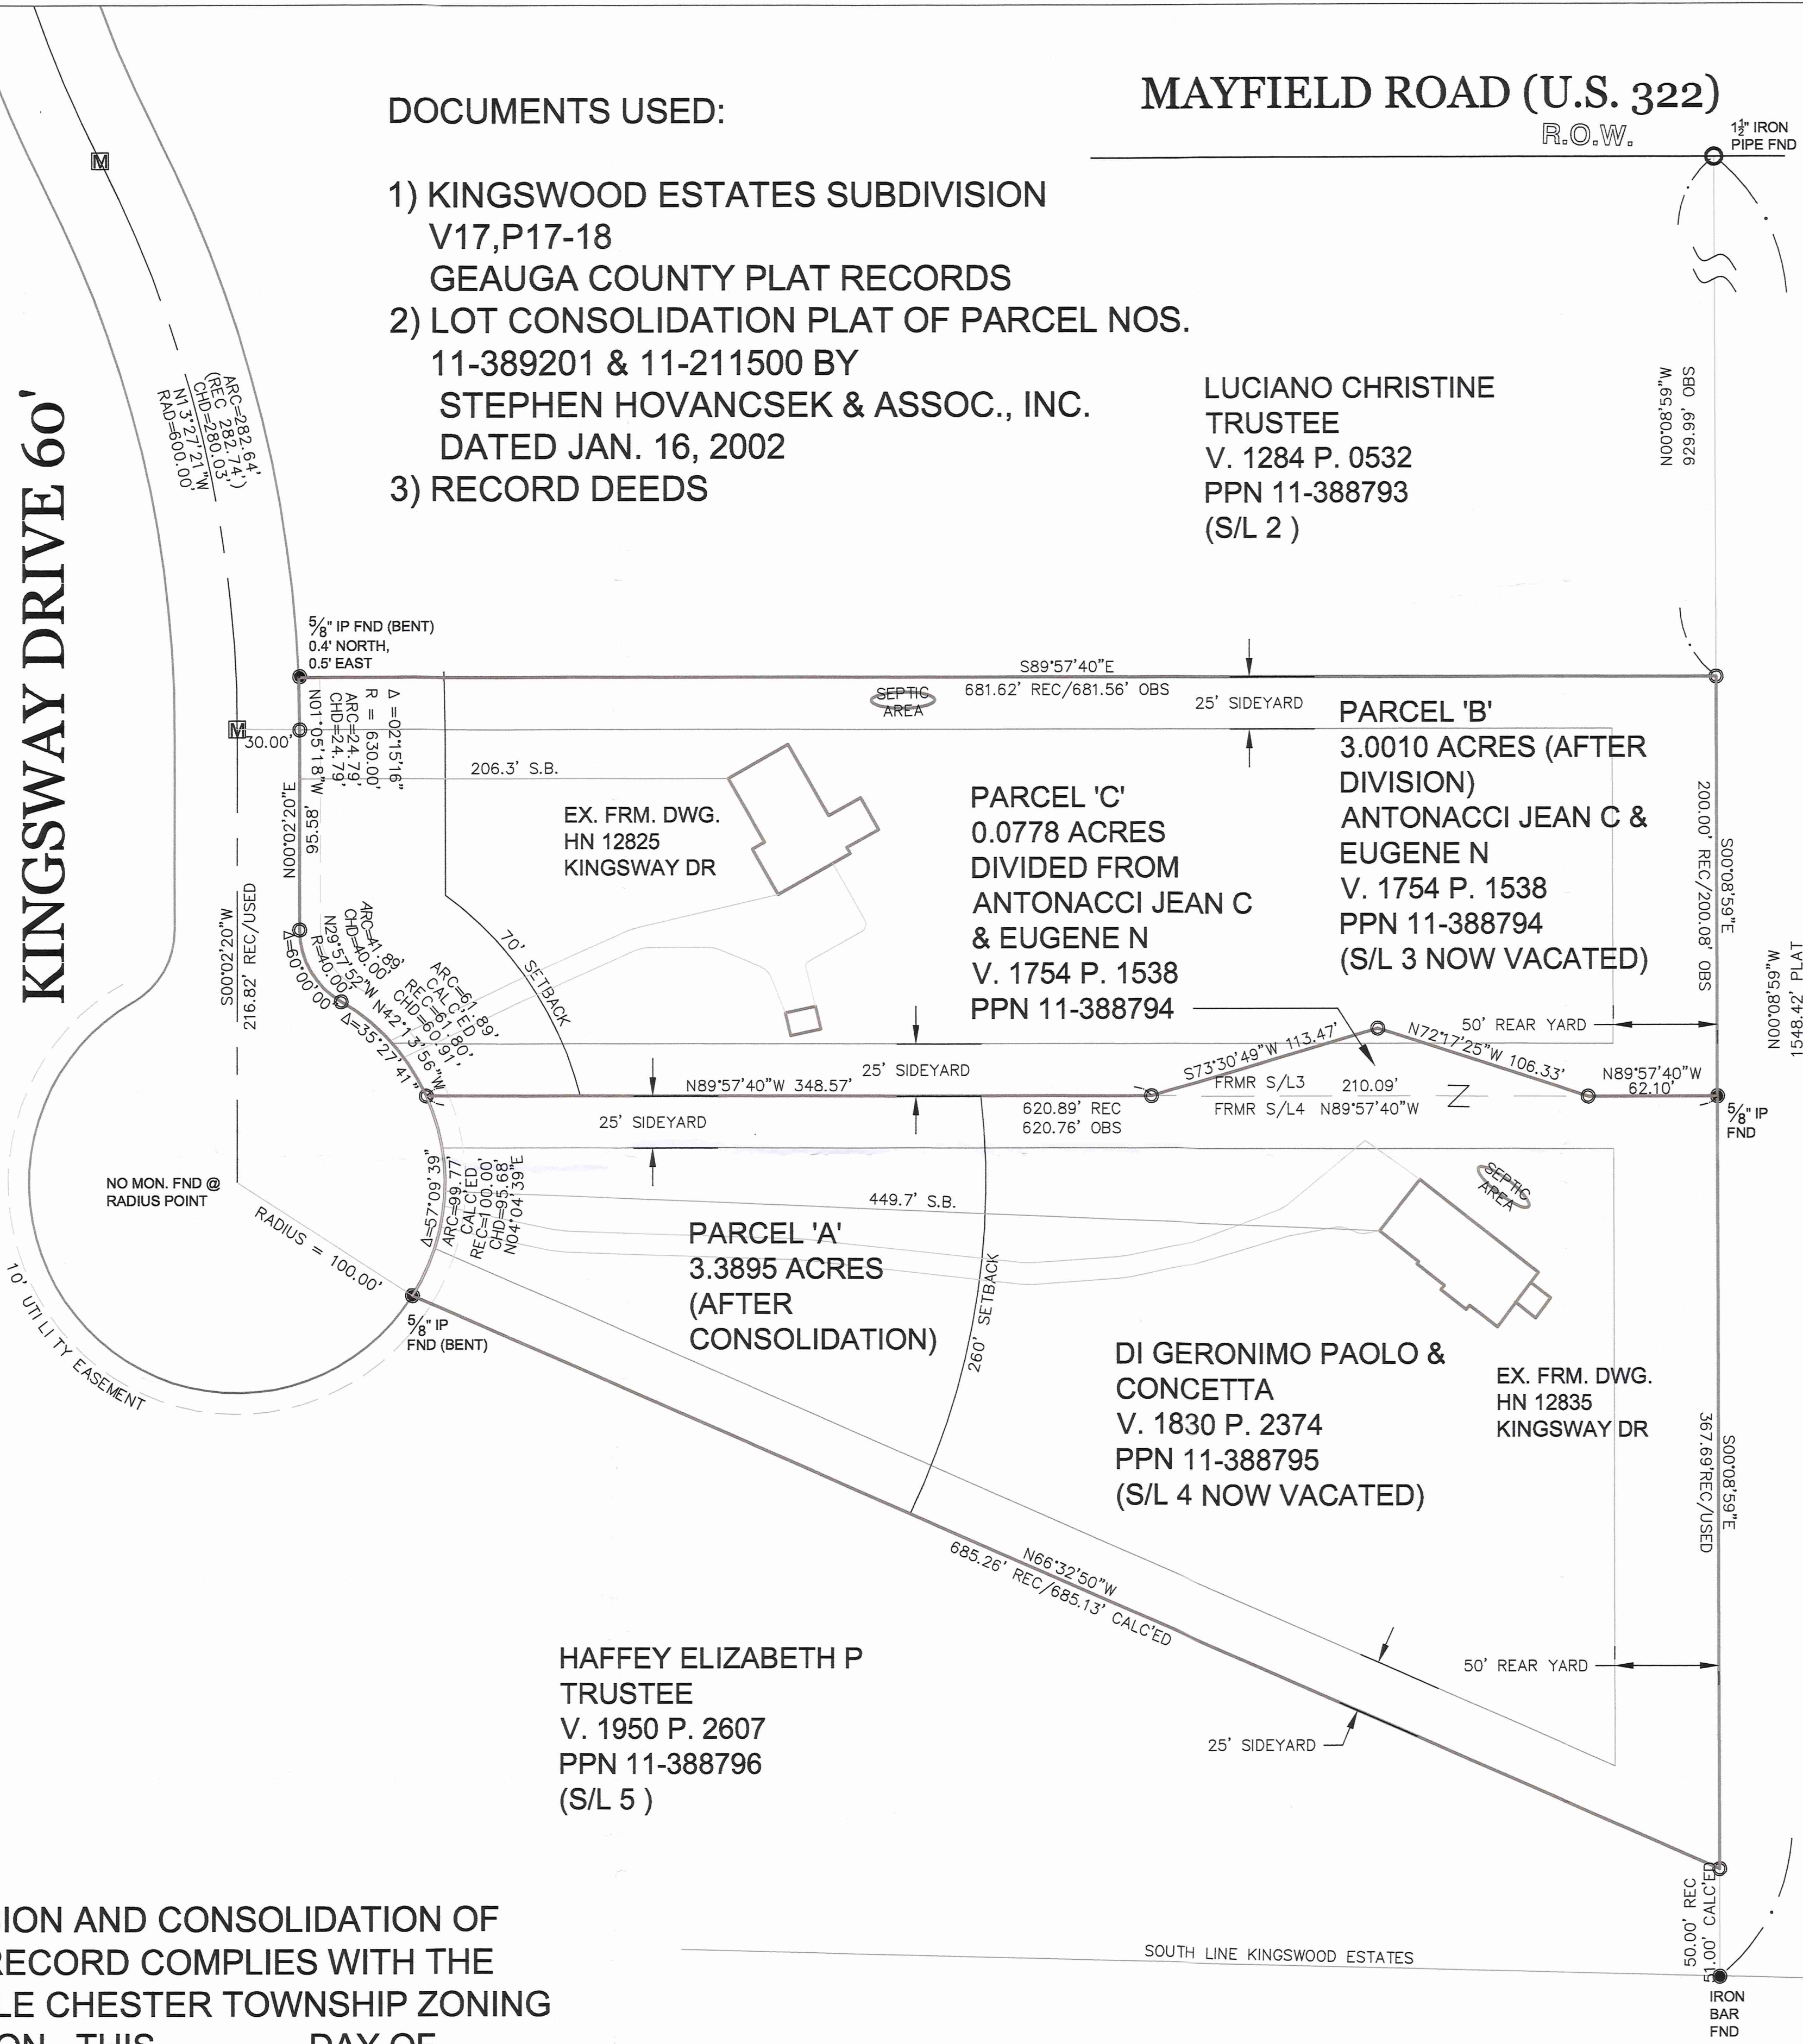 MAYFIELD ROAD (U.S. 322)
R.O.W.
1½" IRON
PIPE FND
DOCUMENTS USED:
1) KINGSWOOD ESTATES SUBDIVISION
V17,P17-18
GEAUGA COUNTY PLAT RECORDS
2) LOT CONSOLIDATION PLAT OF PARCEL NOS.
11-389201 & 11-211500 BY
STEPHEN HOVANCSEK & ASSOC., INC.
DATED JAN. 16, 2002
3) RECORD DEEDS
M
KINGSWAY DRIVE 60'
ARC=282.64'
(REC 282.74')
CHD=280.03'
N13°27'21"W
RAD=600.00'
LUCIANO CHRISTINE
TRUSTEE
V. 1284 P. 0532
PPN 11-388793
(S/L 2 )
N00°08'59"W
929.99' OBS
⅝" IP FND (BENT)
0.4' NORTH,
0.5' EAST
S89°57'40"E
681.62' REC/681.56' OBS
SEPTIC
AREA
25' SIDEYARD
M
30.00'
Δ =02°15'16"
R = 630.00'
ARC=24.79'
CHD=24.79'
N01°05'18"W
N00°02'20"E
95.58'
206.3' S.B.
EX. FRM. DWG.
HN 12825
KINGSWAY DR
PARCEL 'C'
0.0778 ACRES
DIVIDED FROM
ANTONACCI JEAN C
& EUGENE N
V. 1754 P. 1538
PPN 11-388794
PARCEL 'B'
3.0010 ACRES (AFTER
DIVISION)
ANTONACCI JEAN C &
EUGENE N
V. 1754 P. 1538
PPN 11-388794
(S/L 3 NOW VACATED)
S00°08'59"E
200.00' REC/200.08' OBS
N00°08'59"W
1548.42' PLAT
S00°02'20"W
216.82' REC/USED
ARC=41.89'
CHD=40.00'
N29°57'52"W
R=40.00'
Δ=60°00'00"
ARC=61.89'
CALC'ED
REC=61.80'
CHD=60.91'
N42°13'56"W
Δ=35°27'41"
70' SETBACK
50' REAR YARD
25' SIDEYARD
S73°30'49"W 113.47'
N72°17'25"W 106.33'
N89°57'40"W
62.10'
N89°57'40"W 348.57'
FRMR S/L3 210.09'
FRMR S/L4 N89°57'40"W
Z
620.89' REC
620.76' OBS
25' SIDEYARD
⅝" IP
FND
NO MON. FND @
RADIUS POINT
RADIUS = 100.00'
Δ=57°09'39"
ARC=99.77'
CALC'ED
REC=100.00'
CHD=95.68'
N04°04'39"E
449.7' S.B.
SEPTIC
AREA
PARCEL 'A'
3.3895 ACRES
(AFTER
CONSOLIDATION)
260' SETBACK
10' UTILITY EASEMENT
⅝" IP
FND (BENT)
DI GERONIMO PAOLO &
CONCETTA
V. 1830 P. 2374
PPN 11-388795
(S/L 4 NOW VACATED)
EX. FRM. DWG.
HN 12835
KINGSWAY DR
S00°08'59"E
367.69'REC/USED
N66°32'50"W
685.26' REC/685.13' CALC'ED
HAFFEY ELIZABETH P
TRUSTEE
V. 1950 P. 2607
PPN 11-388796
(S/L 5 )
50' REAR YARD
25' SIDEYARD
50.00' REC
51.00' CALC'ED
SOUTH LINE KINGSWOOD ESTATES
IRON
BAR
FND
ION AND CONSOLIDATION OF
RECORD COMPLIES WITH THE
LE CHESTER TOWNSHIP ZONING
ON THIS DAY OF